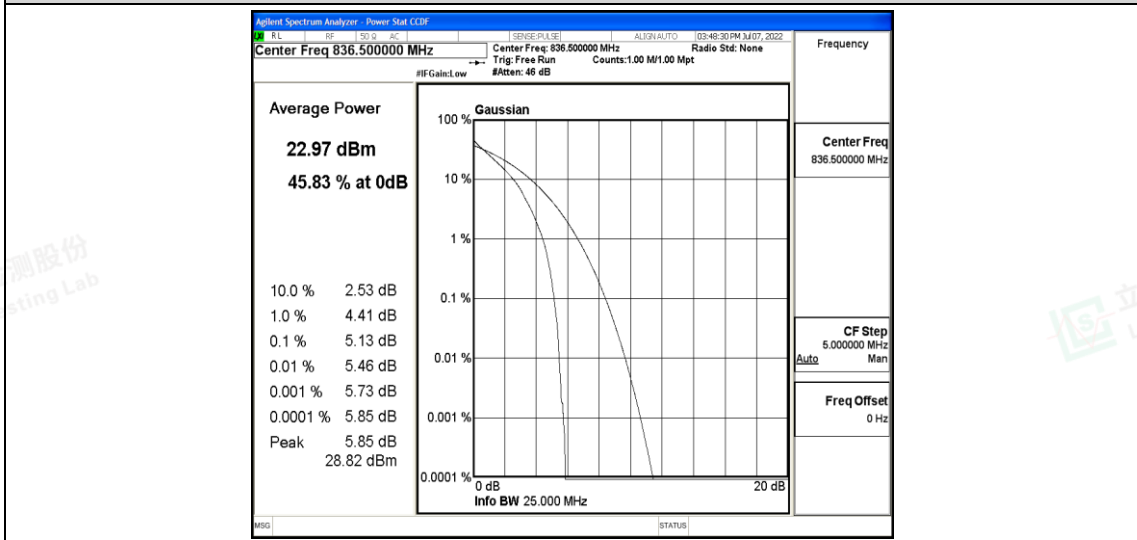 Agilent Spectrum Analyzer - Power Stat CCDF
RL RF 50 Ω AC SENSE:PULSE ALIGN AUTO 03:48:30 PM Jul 07, 2022
Center Freq 836.500000 MHz
Center Freq: 836.500000 MHz Radio Std: None
Trig: Free Run Counts:1.00 M/1.00 Mpt
#IFGain:Low #Atten: 46 dB
Frequency
Average Power
22.97 dBm
45.83 % at 0dB
10.0 % 2.53 dB
1.0 % 4.41 dB
0.1 % 5.13 dB
0.01 % 5.46 dB
0.001 % 5.73 dB
0.0001 % 5.85 dB
Peak 5.85 dB
28.82 dBm
Gaussian
100 %
10 %
1 %
0.1 %
0.01 %
0.001 %
0.0001 %
0 dB 20 dB
Info BW 25.000 MHz
Center Freq
836.500000 MHz
CF Step
5.000000 MHz
Auto Man
Freq Offset
0 Hz
MSG STATUS
测股份
sting Lab
立